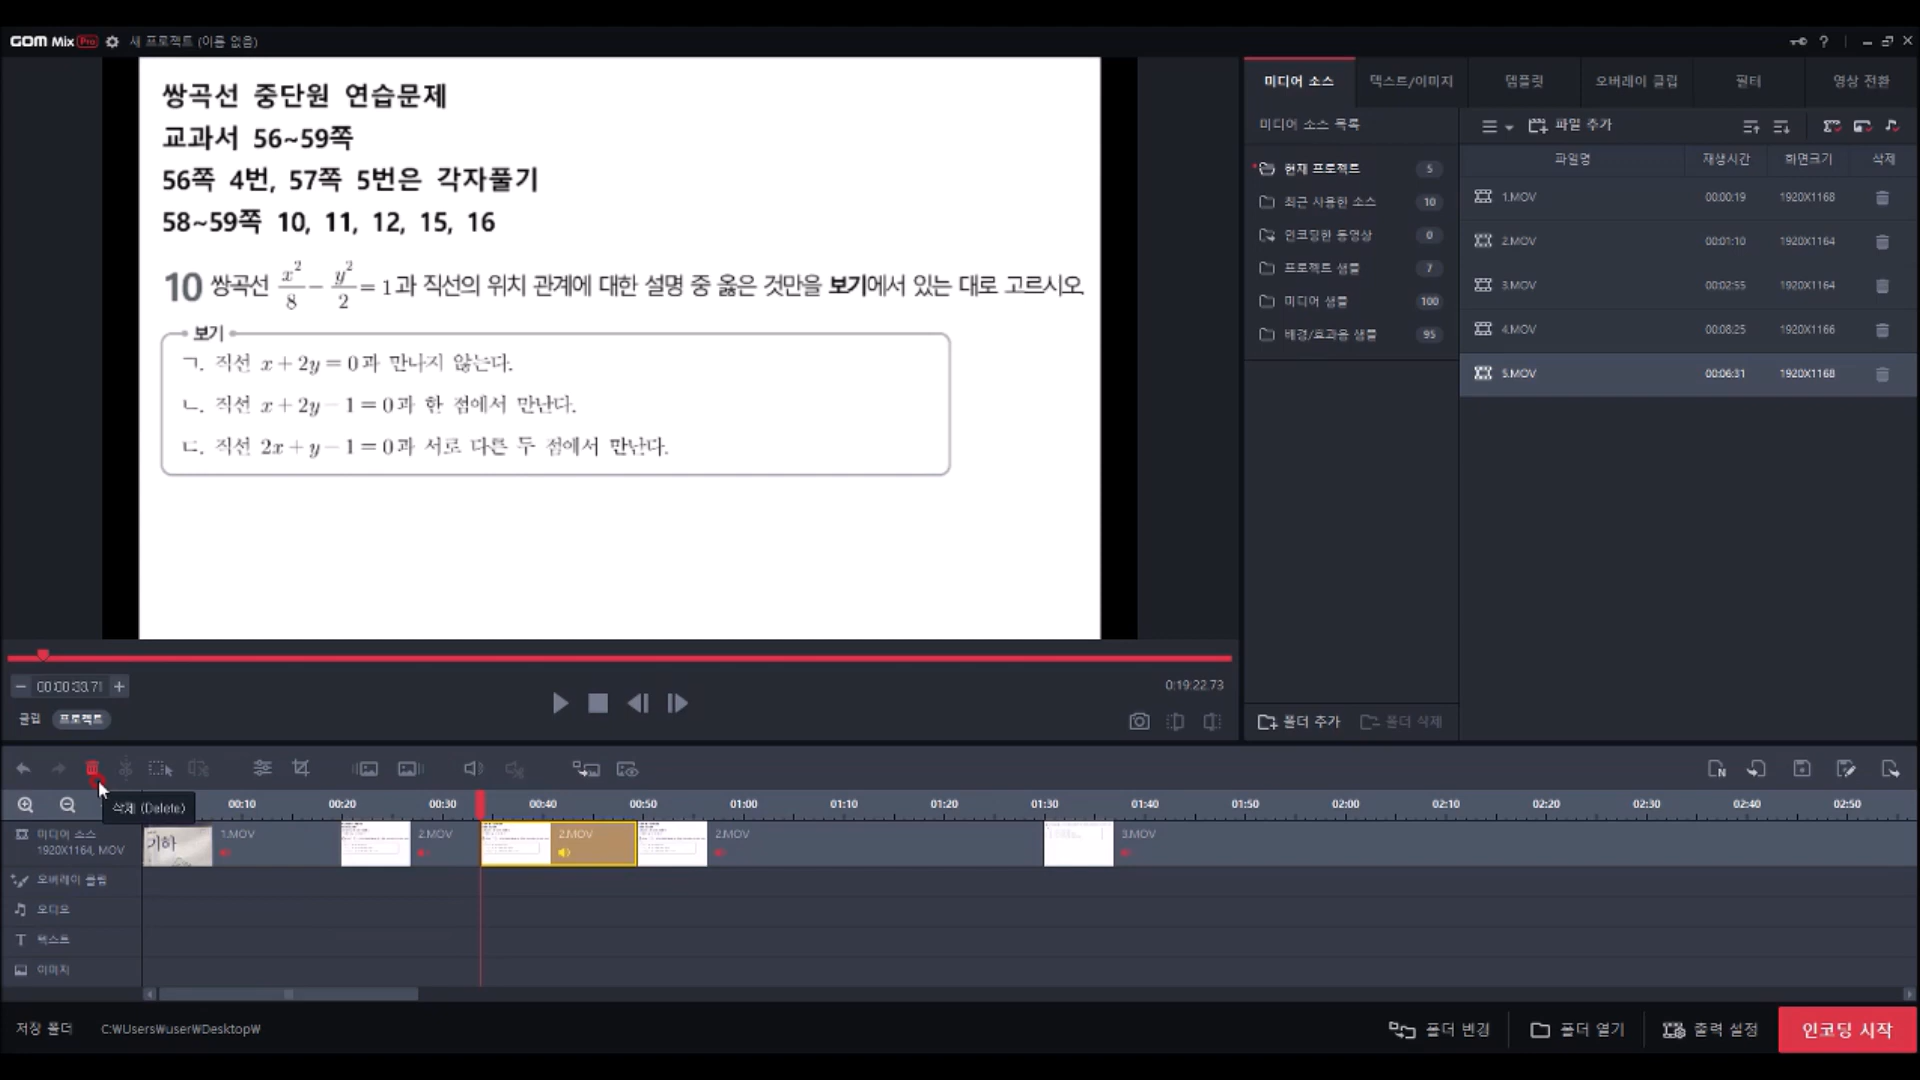 GOM Mix Pro 새 프로젝트 (이름 없음)
쌍곡선 중단원 연습문제
교과서 56~59쪽
56쪽 4번, 57쪽 5번은 각자풀기
58~59쪽 10, 11, 12, 15, 16
10 쌍곡선 x²/8 − y²/2 = 1과 직선의 위치 관계에 대한 설명 중 옳은 것만을 보기에서 있는 대로 고르시오
보기
ㄱ. 직선 x + 2y = 0과 만나지 않는다.
ㄴ. 직선 x + 2y − 1 = 0과 한 점에서 만난다.
ㄷ. 직선 2x + y − 1 = 0과 서로 다른 두 점에서 만난다.
미디어 소스 텍스트/이미지 템플릿 오버레이 클립 필터 영상 전환
미디어 소스 목록 파일 추가
파일명 재생시간 화면크기 삭제
현재 프로젝트 5
최근 사용한 소스 10
인코딩한 동영상 0
프로젝트 샘플 7
미디어 샘플 100
배경/효과음 샘플 95
1.MOV 00:00:19 1920X1168
2.MOV 00:01:10 1920X1164
3.MOV 00:02:55 1920X1164
4.MOV 00:08:25 1920X1166
5.MOV 00:06:31 1920X1168
폴더 추가 폴더 삭제
00:00:33.71 0:19:22.73
클립 프로젝트
삭제 (Delete)
00:10 00:20 00:30 00:40 00:50 01:00 01:10 01:20 01:30 01:40 01:50 02:00 02:10 02:20 02:30 02:40 02:50
미디어 소스
1920X1164, MOV
기하 1.MOV 2.MOV 2.MOV 2.MOV 3.MOV
오버레이 클립
오디오
텍스트
이미지
저장 폴더 C:₩Users₩user₩Desktop₩ 폴더 변경 폴더 열기 출력 설정 인코딩 시작